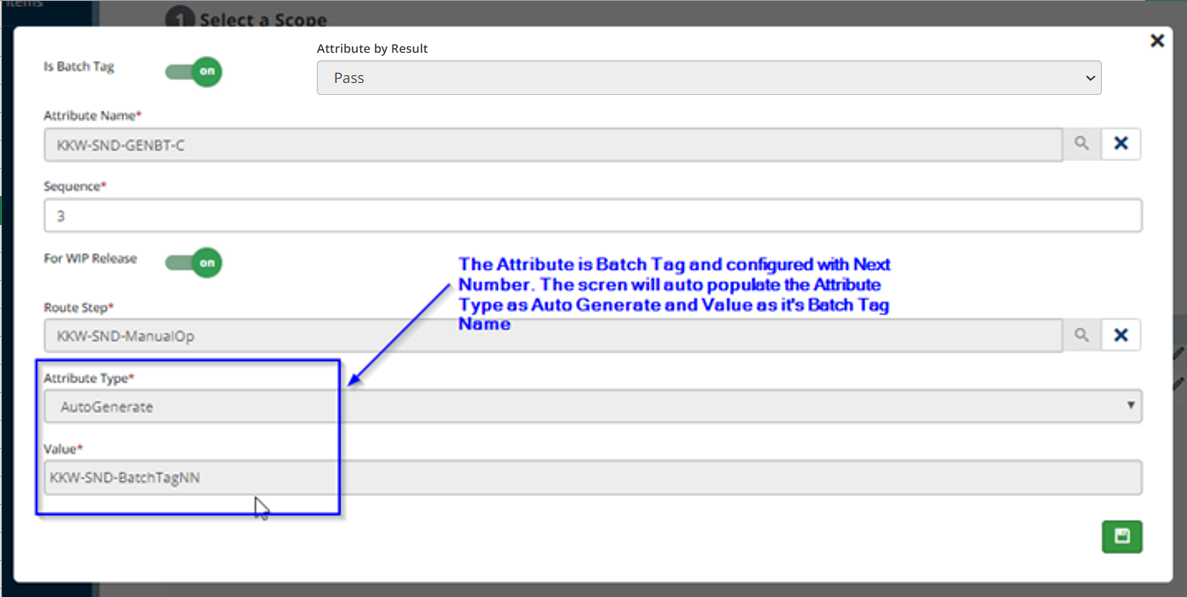 Items
1 Select a Scope
Is Batch Tag
on
Attribute by Result
Pass
Attribute Name*
KKW-SND-GENBT-C
Sequence*
3
For WIP Release
on
The Attribute is Batch Tag and configured with Next
Number. The scren will auto populate the Attribute
Type as Auto Generate and Value as it's Batch Tag
Name
Route Step*
KKW-SND-ManualOp
Attribute Type*
AutoGenerate
Value*
KKW-SND-BatchTagNN